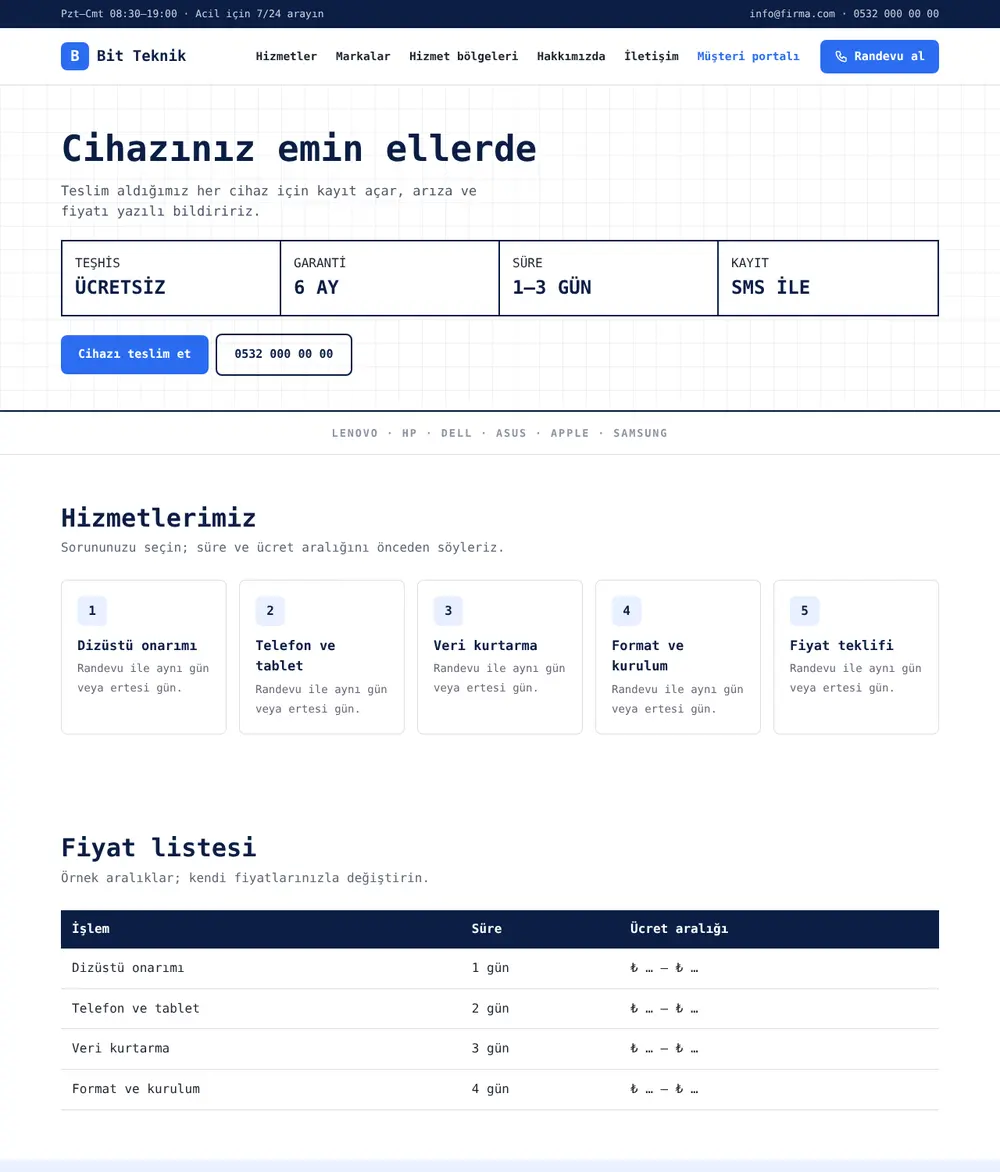 Pzt–Cmt 08:30–19:00 · Acil için 7/24 arayın
info@firma.com · 0532 000 00 00
B Bit Teknik
Hizmetler Markalar Hizmet bölgeleri Hakkımızda İletişim Müşteri portalı Randevu al
Cihazınız emin ellerde
Teslim aldığımız her cihaz için kayıt açar, arıza ve
fiyatı yazılı bildiririz.
TEŞHİS
ÜCRETSİZ
GARANTİ
6 AY
SÜRE
1–3 GÜN
KAYIT
SMS İLE
Cihazı teslim et
0532 000 00 00
LENOVO · HP · DELL · ASUS · APPLE · SAMSUNG
Hizmetlerimiz
Sorununuzu seçin; süre ve ücret aralığını önceden söyleriz.
1
Dizüstü onarımı
Randevu ile aynı gün
veya ertesi gün.
2
Telefon ve
tablet
Randevu ile aynı gün
veya ertesi gün.
3
Veri kurtarma
Randevu ile aynı gün
veya ertesi gün.
4
Format ve
kurulum
Randevu ile aynı gün
veya ertesi gün.
5
Fiyat teklifi
Randevu ile aynı gün
veya ertesi gün.
Fiyat listesi
Örnek aralıklar; kendi fiyatlarınızla değiştirin.
İşlem Süre Ücret aralığı
Dizüstü onarımı 1 gün ₺ … – ₺ …
Telefon ve tablet 2 gün ₺ … – ₺ …
Veri kurtarma 3 gün ₺ … – ₺ …
Format ve kurulum 4 gün ₺ … – ₺ …